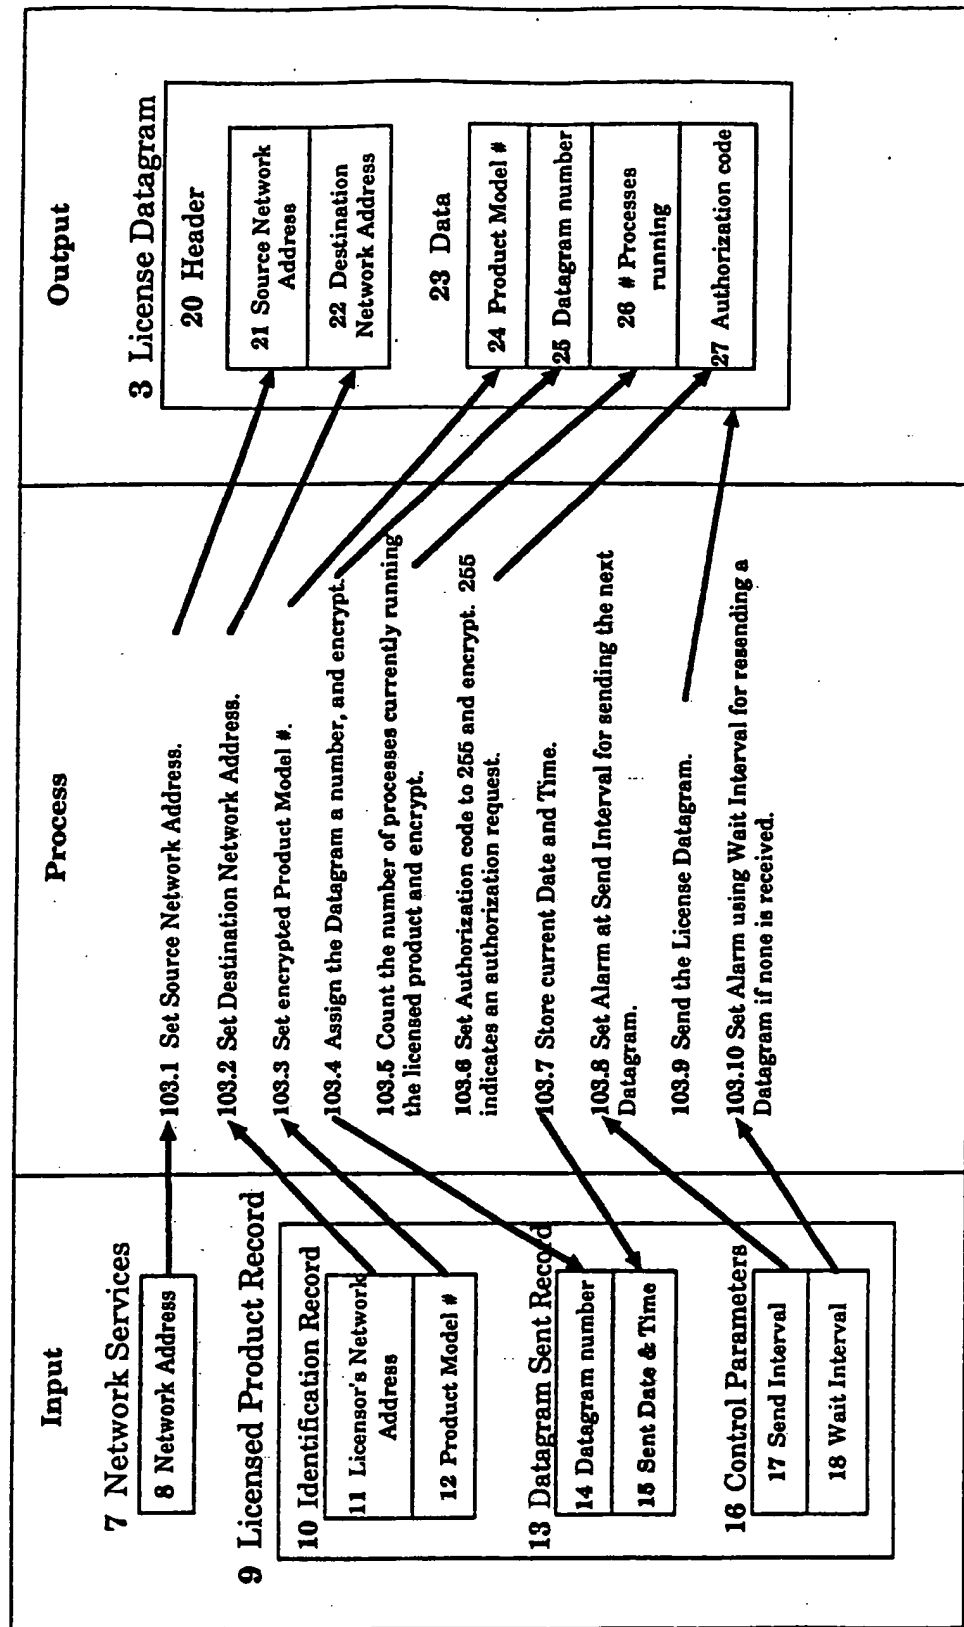 Input
7 Network Services
8 Network Address
9 Licensed Product Record
10 Identification Record
11 Licensor's Network
Address
12 Product Model #
13 Datagram Sent Record
14 Datagram number
15 Sent Date & Time
16 Control Parameters
17 Send Interval
18 Wait Interval
Process
103.1 Set Source Network Address.
103.2 Set Destination Network Address.
103.3 Set encrypted Product Model #.
103.4 Assign the Datagram a number, and encrypt.
103.5 Count the number of processes currently running
the licensed product and encrypt.
103.6 Set Authorization code to 255 and encrypt. 255
indicates an authorization request.
103.7 Store current Date and Time.
103.8 Set Alarm at Send Interval for sending the next
Datagram.
103.9 Send the License Datagram.
103.10 Set Alarm using Wait Interval for resending a
Datagram if none is received.
Output
3 License Datagram
20 Header
21 Source Network
Address
22 Destination
Network Address
23 Data
24 Product Model #
25 Datagram number
26 # Processes
running
27 Authorization code